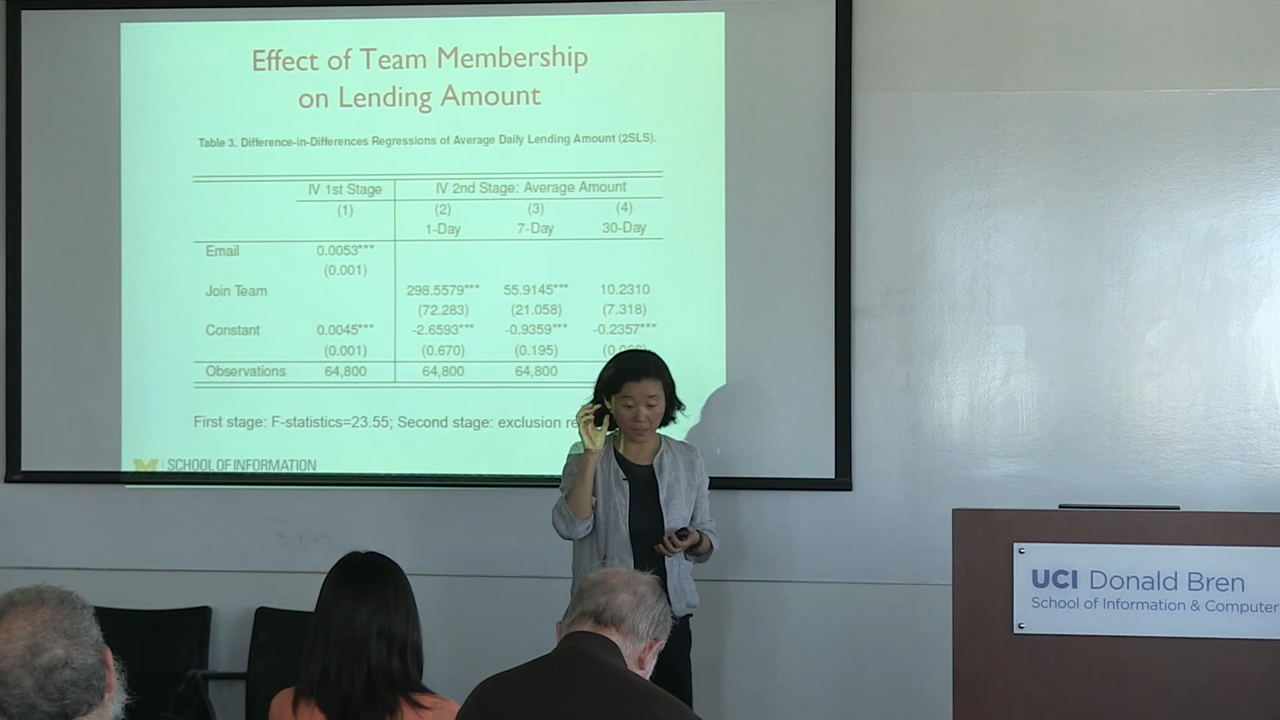 Effect of Team Membership
on Lending Amount
Table 3. Difference-in-Differences Regressions of Average Daily Lending Amount (2SLS).
IV 1st Stage IV 2nd Stage: Average Amount
(1) (2) (3) (4)
1-Day 7-Day 30-Day
Email 0.0053***
(0.001)
Join Team 298.5579*** 55.9145*** 10.2310
(72.283) (21.058) (7.318)
Constant 0.0045*** -2.6593*** -0.9359*** -0.2357***
(0.001) (0.670) (0.195)
Observations 64,800 64,800 64,800
First stage: F-statistics=23.55; Second stage: exclusion
M SCHOOL OF INFORMATION
UCI Donald Bren
School of Information & Computer